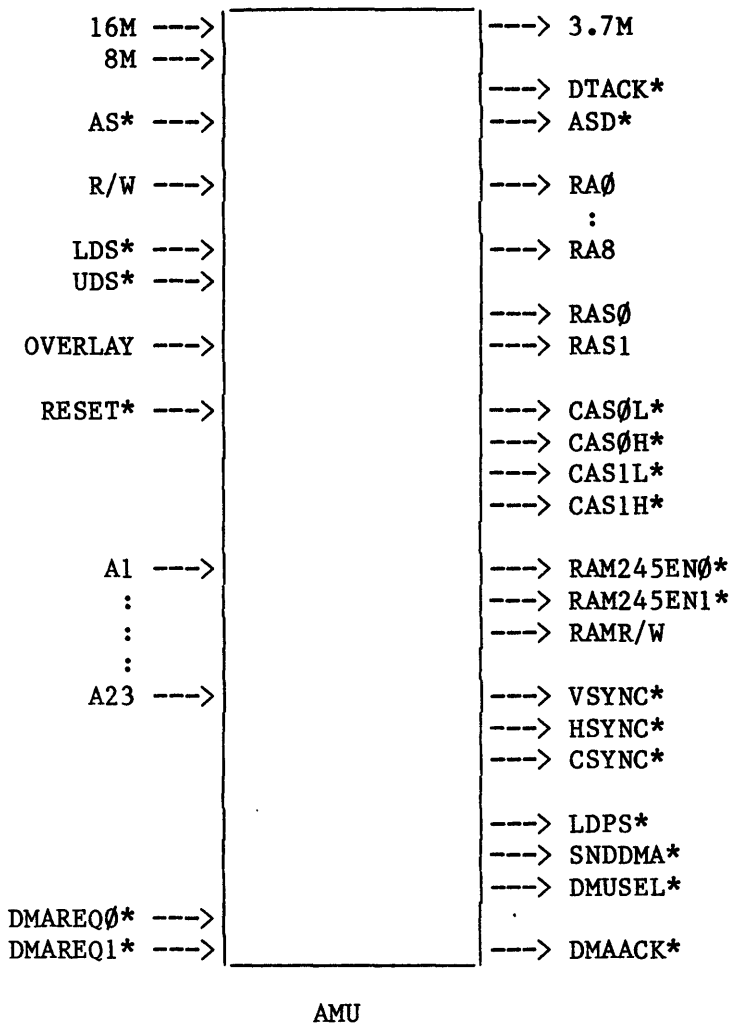 16M ---> ---> 3.7M
8M --->
---> DTACK*
AS* ---> ---> ASD*
R/W ---> ---> RAØ
:
LDS* ---> ---> RA8
UDS* --->
---> RASØ
OVERLAY ---> ---> RAS1
RESET* ---> ---> CASØL*
---> CASØH*
---> CAS1L*
---> CAS1H*
A1 ---> ---> RAM245ENØ*
: ---> RAM245EN1*
: ---> RAMR/W
:
A23 ---> ---> VSYNC*
---> HSYNC*
---> CSYNC*
---> LDPS*
---> SNDDMA*
---> DMUSEL*
DMAREQØ* --->
DMAREQ1* ---> ---> DMAACK*
AMU